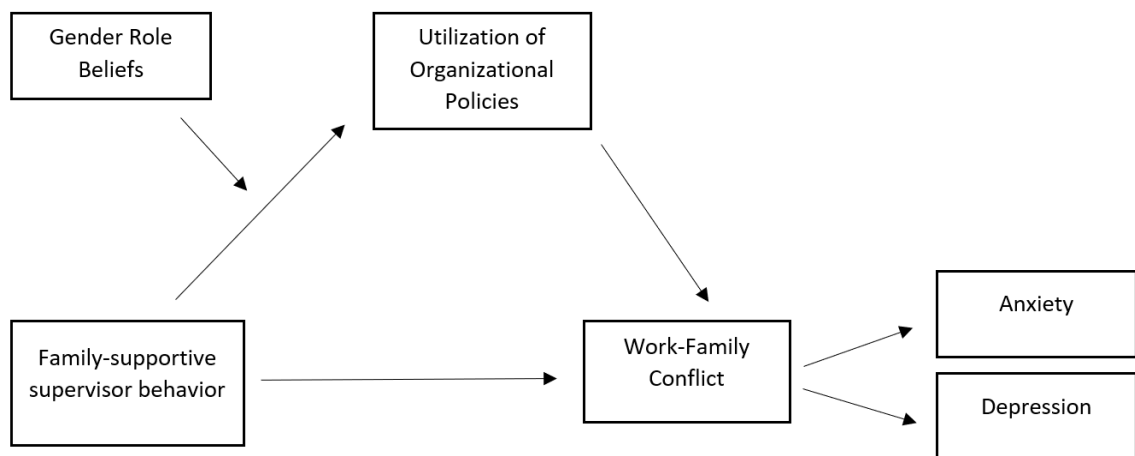 Gender Role
Beliefs
Utilization of
Organizational
Policies
Family-supportive
supervisor behavior
Work-Family
Conflict
Anxiety
Depression